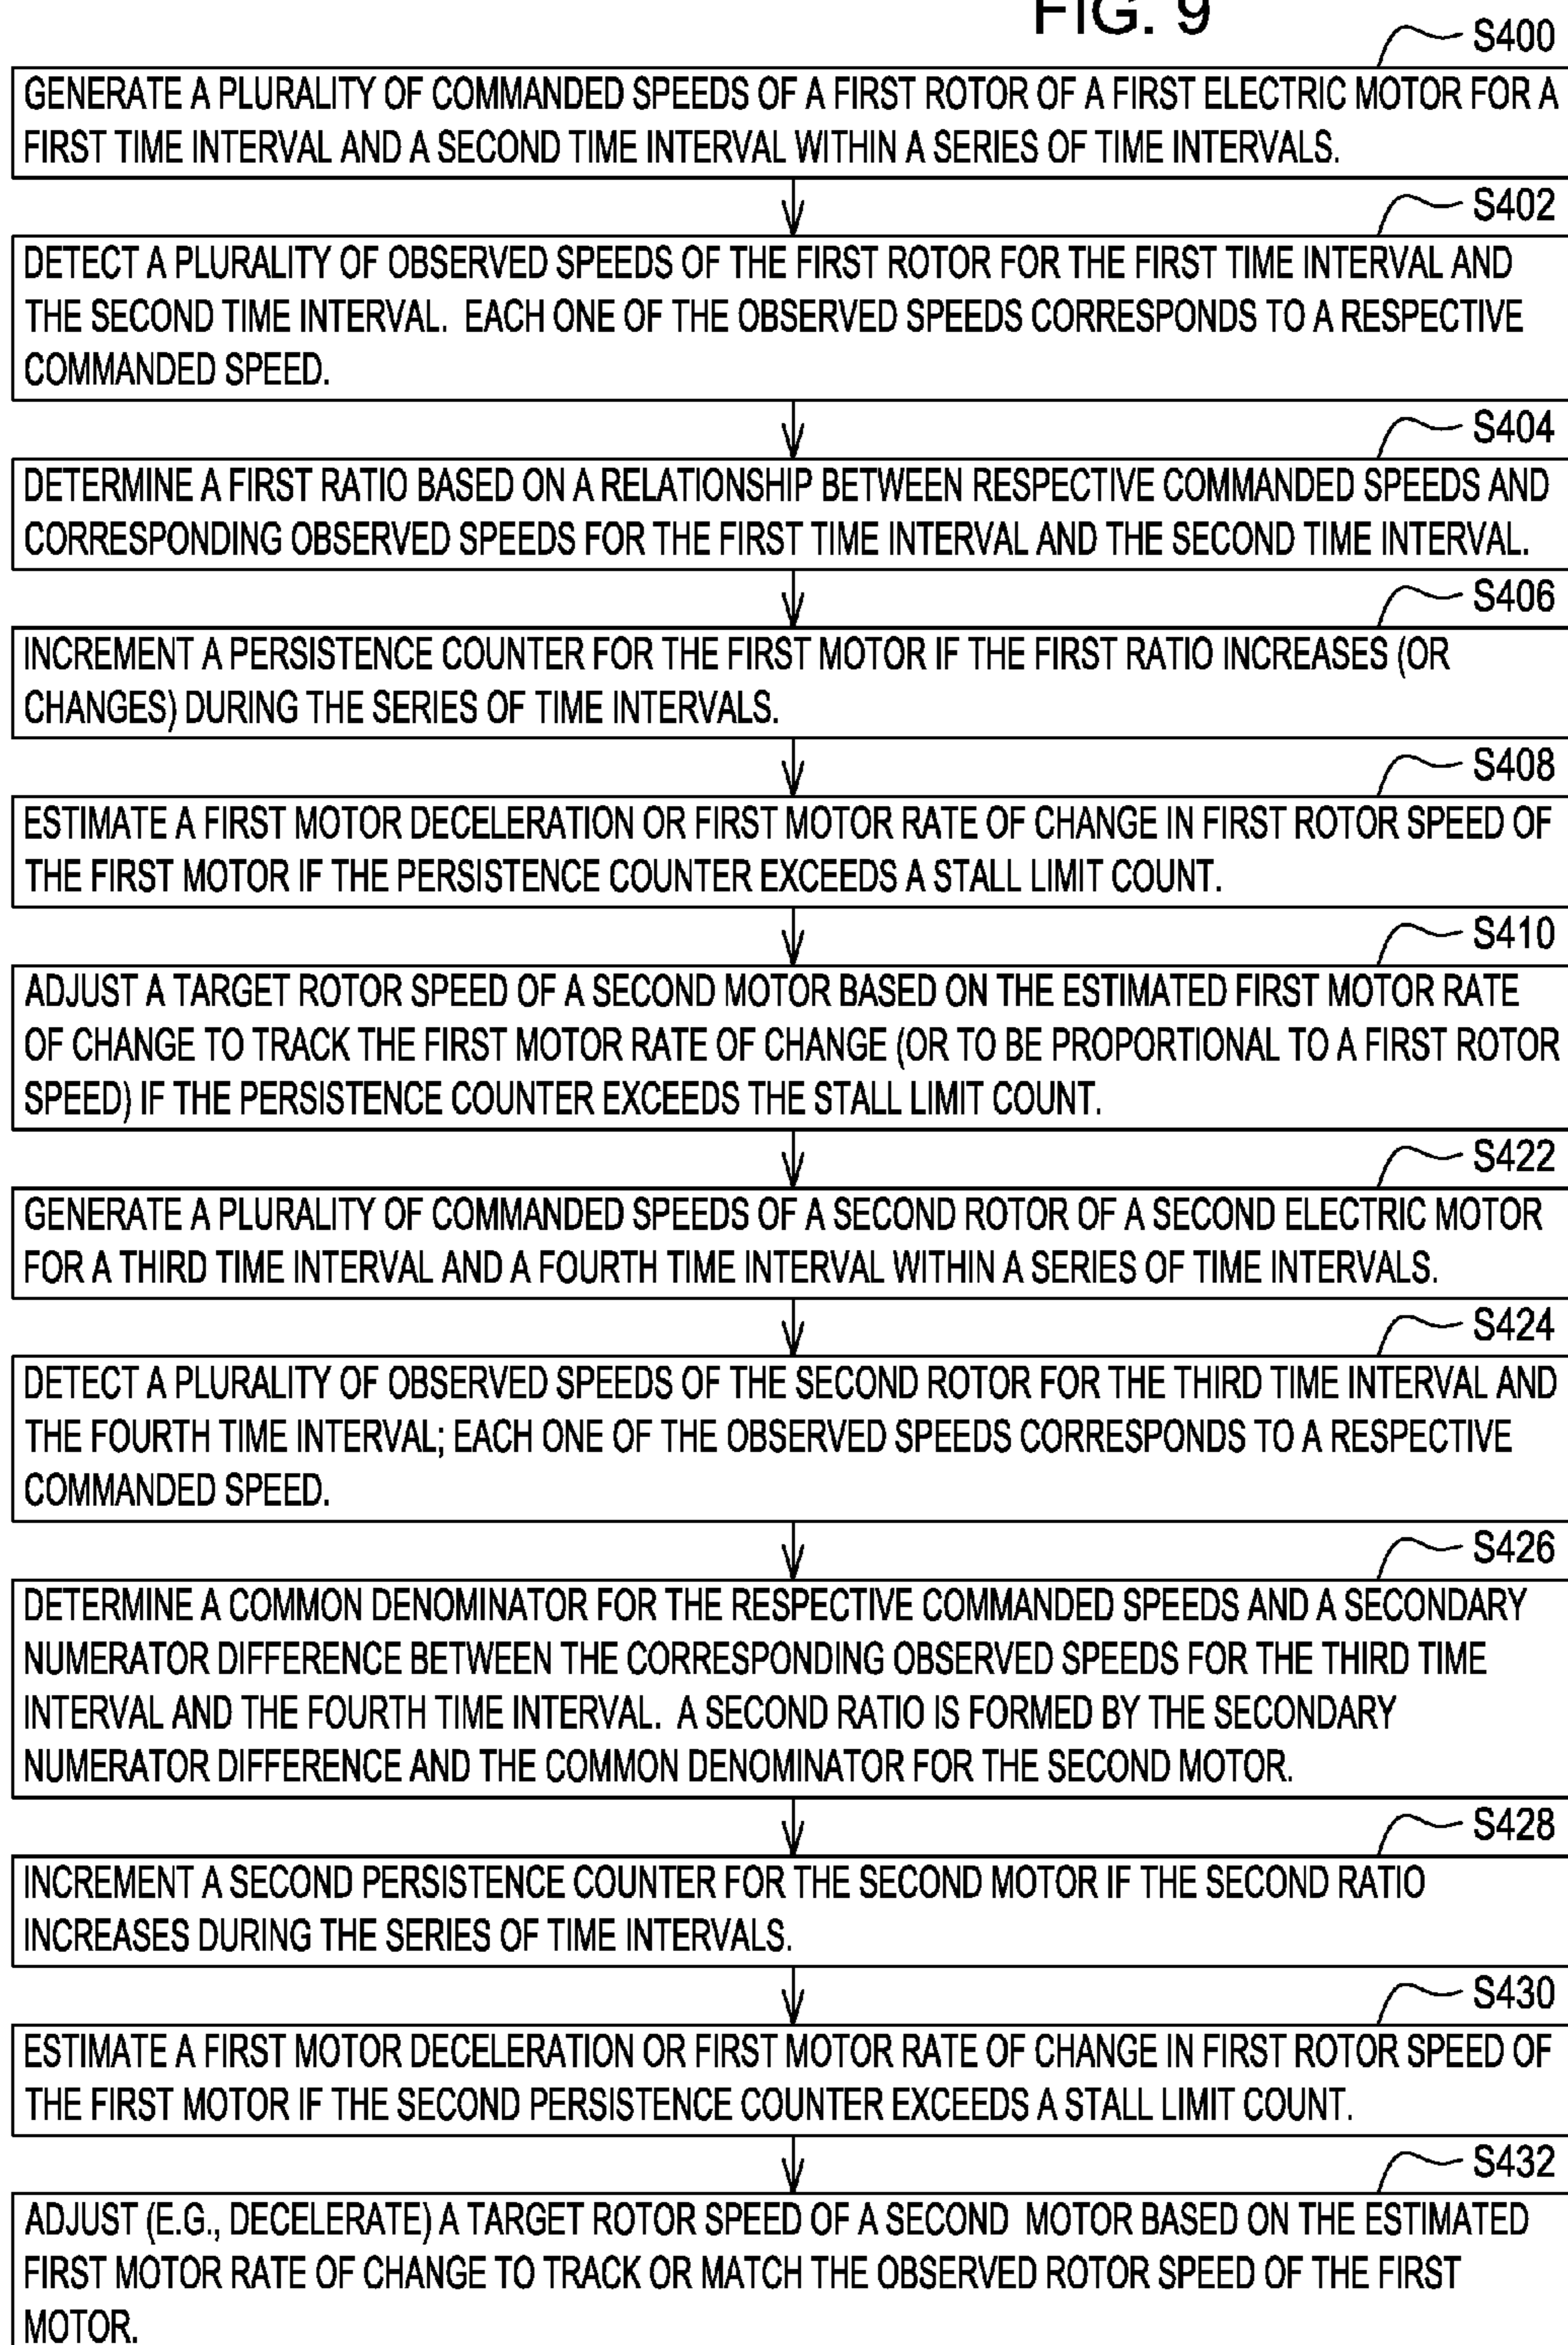 FIG. 9
S400
GENERATE A PLURALITY OF COMMANDED SPEEDS OF A FIRST ROTOR OF A FIRST ELECTRIC MOTOR FOR A
FIRST TIME INTERVAL AND A SECOND TIME INTERVAL WITHIN A SERIES OF TIME INTERVALS.
S402
DETECT A PLURALITY OF OBSERVED SPEEDS OF THE FIRST ROTOR FOR THE FIRST TIME INTERVAL AND
THE SECOND TIME INTERVAL. EACH ONE OF THE OBSERVED SPEEDS CORRESPONDS TO A RESPECTIVE
COMMANDED SPEED.
S404
DETERMINE A FIRST RATIO BASED ON A RELATIONSHIP BETWEEN RESPECTIVE COMMANDED SPEEDS AND
CORRESPONDING OBSERVED SPEEDS FOR THE FIRST TIME INTERVAL AND THE SECOND TIME INTERVAL.
S406
INCREMENT A PERSISTENCE COUNTER FOR THE FIRST MOTOR IF THE FIRST RATIO INCREASES (OR
CHANGES) DURING THE SERIES OF TIME INTERVALS.
S408
ESTIMATE A FIRST MOTOR DECELERATION OR FIRST MOTOR RATE OF CHANGE IN FIRST ROTOR SPEED OF
THE FIRST MOTOR IF THE PERSISTENCE COUNTER EXCEEDS A STALL LIMIT COUNT.
S410
ADJUST A TARGET ROTOR SPEED OF A SECOND MOTOR BASED ON THE ESTIMATED FIRST MOTOR RATE
OF CHANGE TO TRACK THE FIRST MOTOR RATE OF CHANGE (OR TO BE PROPORTIONAL TO A FIRST ROTOR
SPEED) IF THE PERSISTENCE COUNTER EXCEEDS THE STALL LIMIT COUNT.
S422
GENERATE A PLURALITY OF COMMANDED SPEEDS OF A SECOND ROTOR OF A SECOND ELECTRIC MOTOR
FOR A THIRD TIME INTERVAL AND A FOURTH TIME INTERVAL WITHIN A SERIES OF TIME INTERVALS.
S424
DETECT A PLURALITY OF OBSERVED SPEEDS OF THE SECOND ROTOR FOR THE THIRD TIME INTERVAL AND
THE FOURTH TIME INTERVAL; EACH ONE OF THE OBSERVED SPEEDS CORRESPONDS TO A RESPECTIVE
COMMANDED SPEED.
S426
DETERMINE A COMMON DENOMINATOR FOR THE RESPECTIVE COMMANDED SPEEDS AND A SECONDARY
NUMERATOR DIFFERENCE BETWEEN THE CORRESPONDING OBSERVED SPEEDS FOR THE THIRD TIME
INTERVAL AND THE FOURTH TIME INTERVAL. A SECOND RATIO IS FORMED BY THE SECONDARY
NUMERATOR DIFFERENCE AND THE COMMON DENOMINATOR FOR THE SECOND MOTOR.
S428
INCREMENT A SECOND PERSISTENCE COUNTER FOR THE SECOND MOTOR IF THE SECOND RATIO
INCREASES DURING THE SERIES OF TIME INTERVALS.
S430
ESTIMATE A FIRST MOTOR DECELERATION OR FIRST MOTOR RATE OF CHANGE IN FIRST ROTOR SPEED OF
THE FIRST MOTOR IF THE SECOND PERSISTENCE COUNTER EXCEEDS A STALL LIMIT COUNT.
S432
ADJUST (E.G., DECELERATE) A TARGET ROTOR SPEED OF A SECOND MOTOR BASED ON THE ESTIMATED
FIRST MOTOR RATE OF CHANGE TO TRACK OR MATCH THE OBSERVED ROTOR SPEED OF THE FIRST
MOTOR.